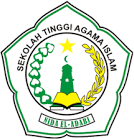 SEKOLAH TINGGI AGAMA ISLAM
NIDA EL-ADABI